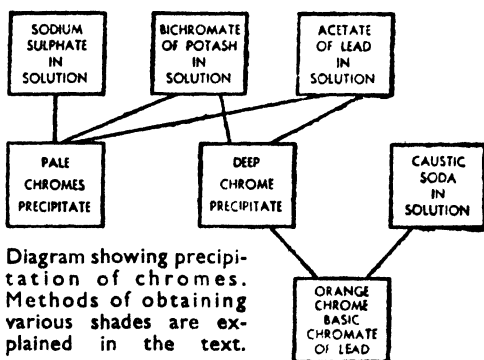 SODIUM
SULPHATE
IN
SOLUTION
BICHROMATE
OF POTASH
IN
SOLUTION
ACETATE
OF LEAD
IN
SOLUTION
PALE
CHROMES
PRECIPITATE
DEEP
CHROME
PRECIPITATE
CAUSTIC
SODA
IN
SOLUTION
Diagram showing precipi-
tation of chromes.
Methods of obtaining
various shades are ex-
plained in the text.
ORANGE
CHROME
BASIC
CHROMATE
OF LEAD